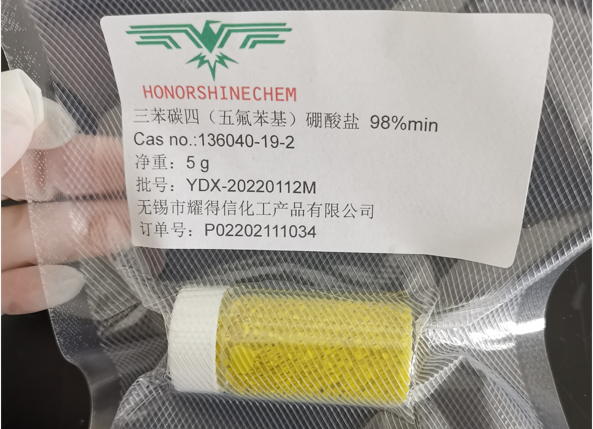 HONORSHINECHEM
三苯碳四（五氟苯基）硼酸盐 98%min
Cas no.:136040-19-2
净重：5 g
批号：YDX-20220112M
无锡市耀得信化工产品有限公司
订单号：P02202111034